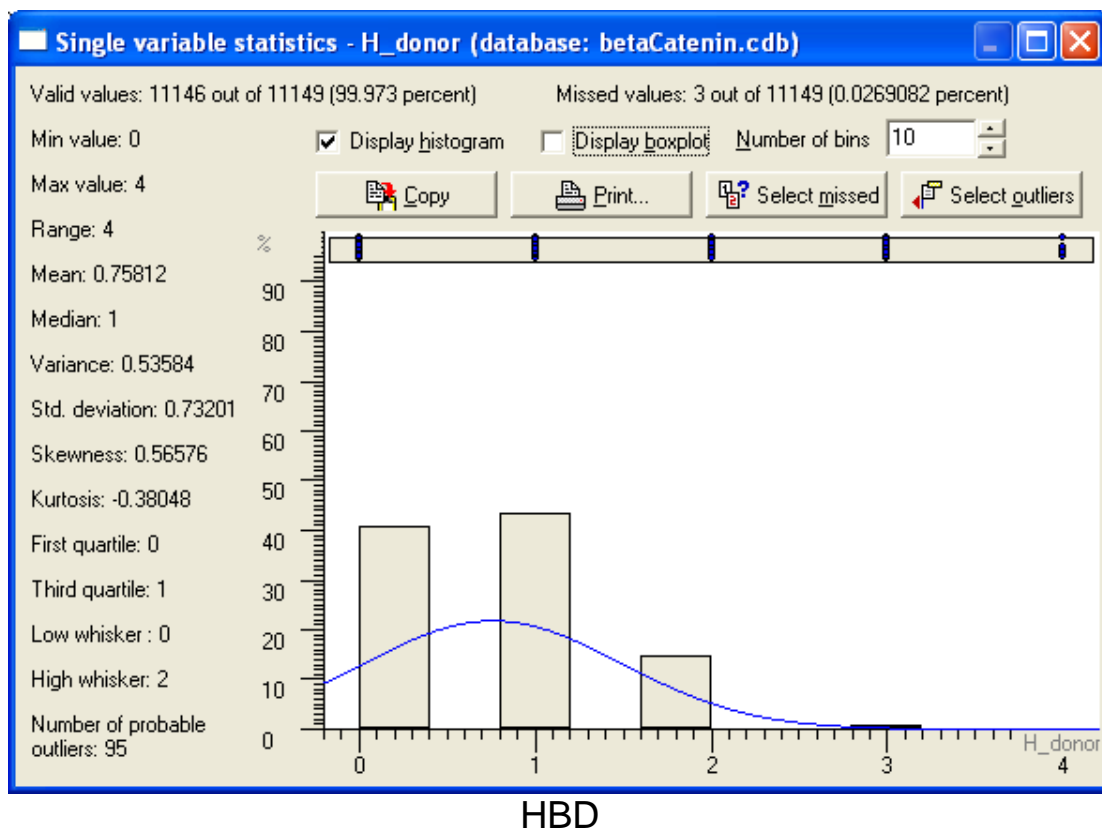 Single variable statistics - H_donor (database: betaCatenin.cdb)
Valid values: 11146 out of 11149 (99.973 percent)
Missed values: 3 out of 11149 (0.0269082 percent)
Min value: 0
Display histogram
Display boxplot
Number of bins
10
Max value: 4
Copy
Print...
Select missed
Select outliers
Range: 4
Mean: 0.75812
Median: 1
Variance: 0.53584
Std. deviation: 0.73201
Skewness: 0.56576
Kurtosis: -0.38048
First quartile: 0
Third quartile: 1
Low whisker : 0
High whisker: 2
Number of probable
outliers: 95
%
90
80
70
60
50
40
30
20
10
0
H_donor
0 1 2 3 4
HBD